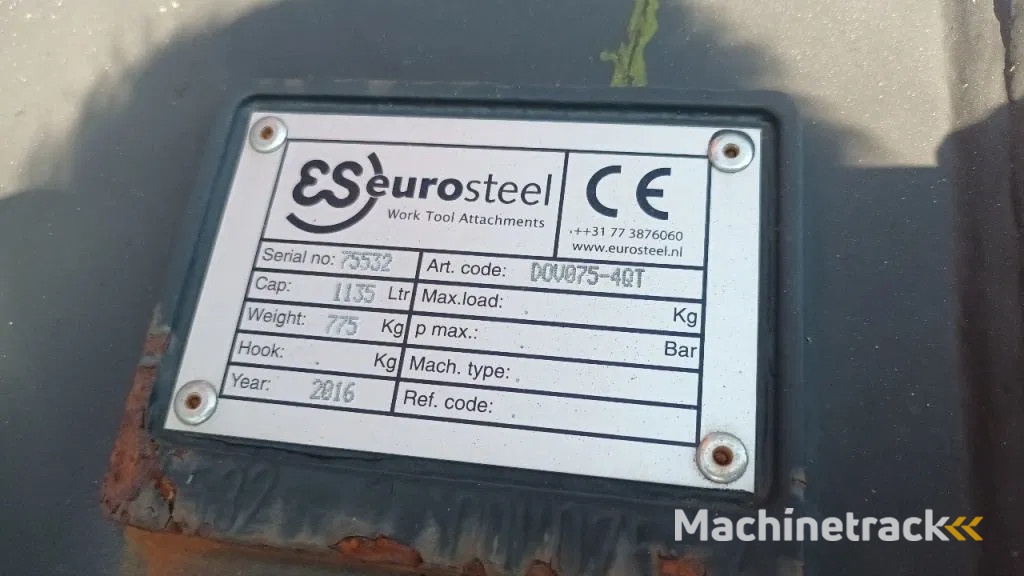 ES eurosteel
Work Tool Attachments
CE
++31 77 3876060
www.eurosteel.nl
Serial no: 75532
Art. code: DOV075-4QT
Cap: 1135 Ltr
Max.load: Kg
Weight: 775 Kg
p max.: Bar
Hook: Kg
Mach. type:
Year: 2016
Ref. code:
532
DOV075
Machinetrack